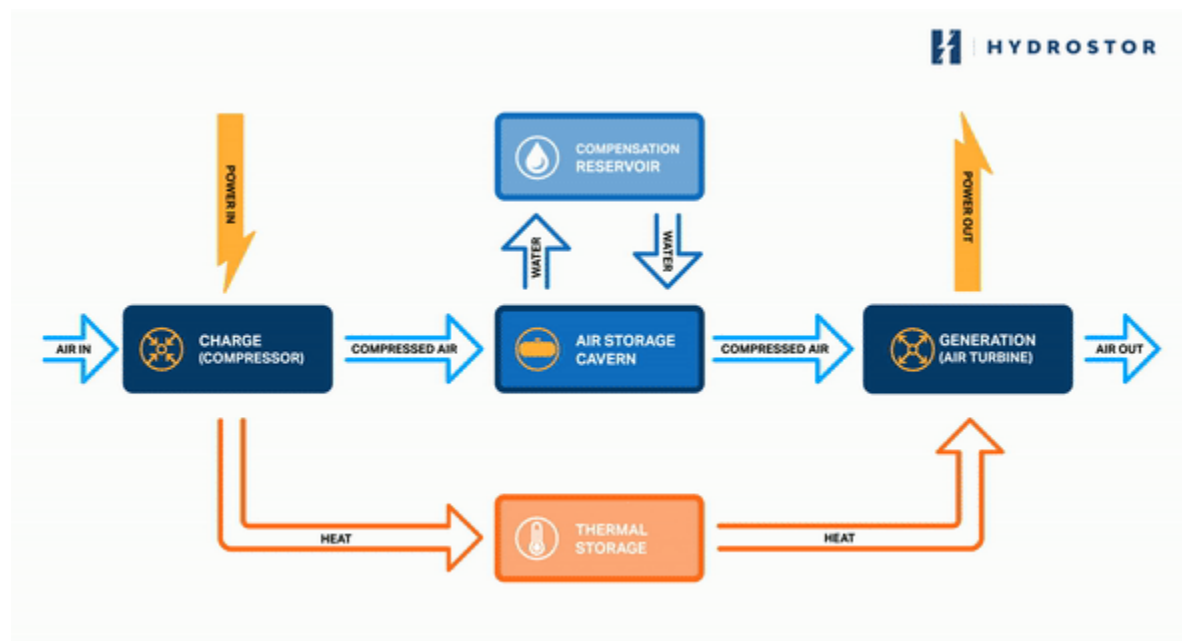 HYDROSTOR
POWER IN
COMPENSATION
RESERVOIR
POWER OUT
WATER
WATER
AIR IN
CHARGE
(COMPRESSOR)
COMPRESSED AIR
AIR STORAGE
CAVERN
COMPRESSED AIR
GENERATION
(AIR TURBINE)
AIR OUT
HEAT
THERMAL
STORAGE
HEAT